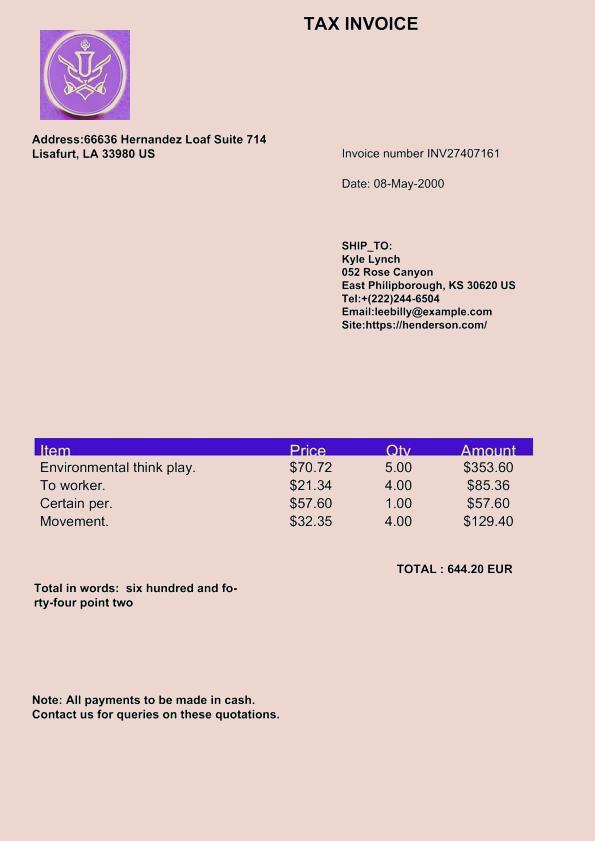 TAX INVOICE
Address:66636 Hernandez Loaf Suite 714
Lisafurt, LA 33980 US
Invoice number INV27407161
Date: 08-May-2000
SHIP_TO:
Kyle Lynch
052 Rose Canyon
East Philipborough, KS 30620 US
Tel:+(222)244-6504
Email:leebilly@example.com
Site:https://henderson.com/
Item Price Qty Amount
Environmental think play. $70.72 5.00 $353.60
To worker. $21.34 4.00 $85.36
Certain per. $57.60 1.00 $57.60
Movement. $32.35 4.00 $129.40
TOTAL : 644.20 EUR
Total in words:  six hundred and fo-
rty-four point two
Note: All payments to be made in cash.
Contact us for queries on these quotations.